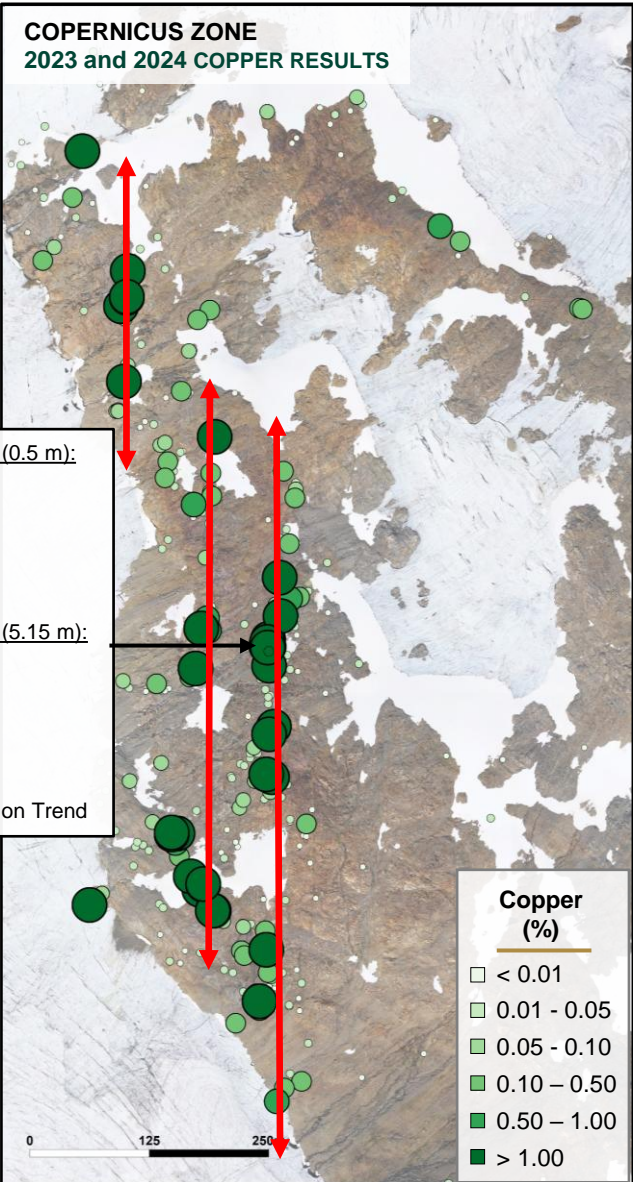 COPERNICUS ZONE
2023 and 2024 COPPER RESULTS
(0.5 m):
(5.15 m):
on Trend
Copper
(%)
< 0.01
0.01 - 0.05
0.05 - 0.10
0.10 – 0.50
0.50 – 1.00
> 1.00
0 125 250